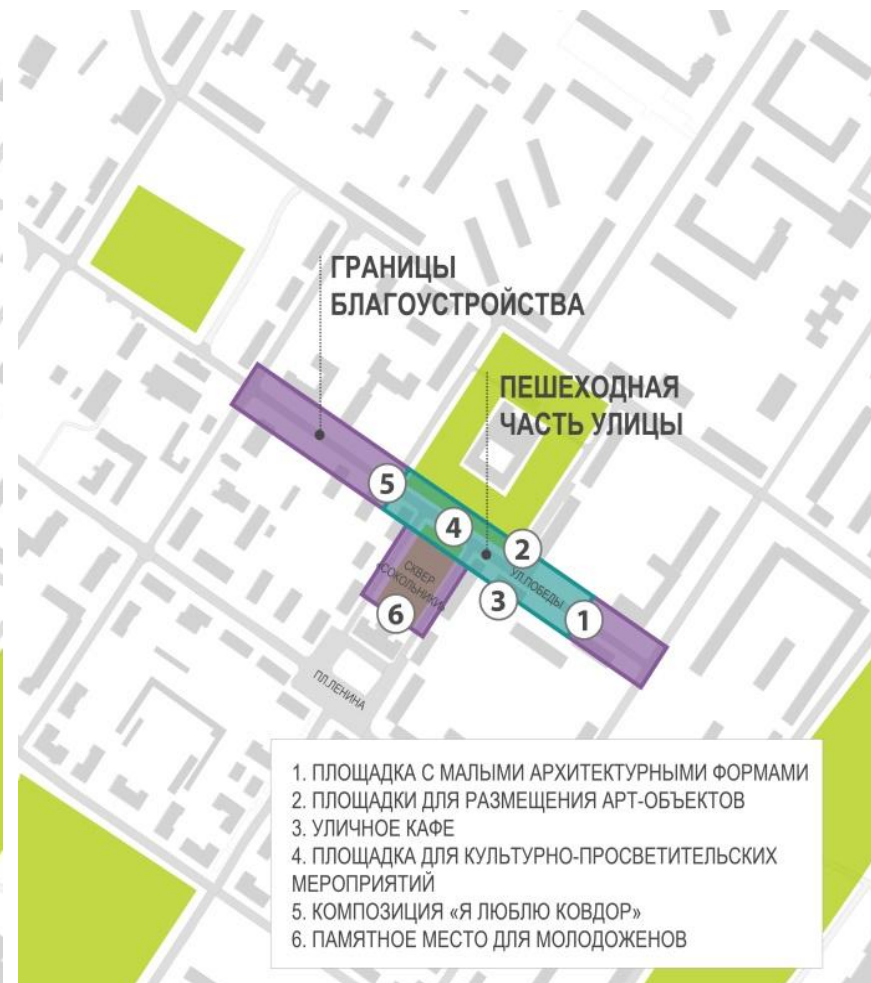 ГРАНИЦЫ
БЛАГОУСТРОЙСТВА
ПЕШЕХОДНАЯ
ЧАСТЬ УЛИЦЫ
5
4
2
СКВЕР
«СОКОЛЬНИКИ»
УЛ.ПОБЕДЫ
3
1
6
ПЛ.ЛЕНИНА
1. ПЛОЩАДКА С МАЛЫМИ АРХИТЕКТУРНЫМИ ФОРМАМИ
2. ПЛОЩАДКИ ДЛЯ РАЗМЕЩЕНИЯ АРТ-ОБЪЕКТОВ
3. УЛИЧНОЕ КАФЕ
4. ПЛОЩАДКА ДЛЯ КУЛЬТУРНО-ПРОСВЕТИТЕЛЬСКИХ
МЕРОПРИЯТИЙ
5. КОМПОЗИЦИЯ «Я ЛЮБЛЮ КОВДОР»
6. ПАМЯТНОЕ МЕСТО ДЛЯ МОЛОДОЖЕНОВ